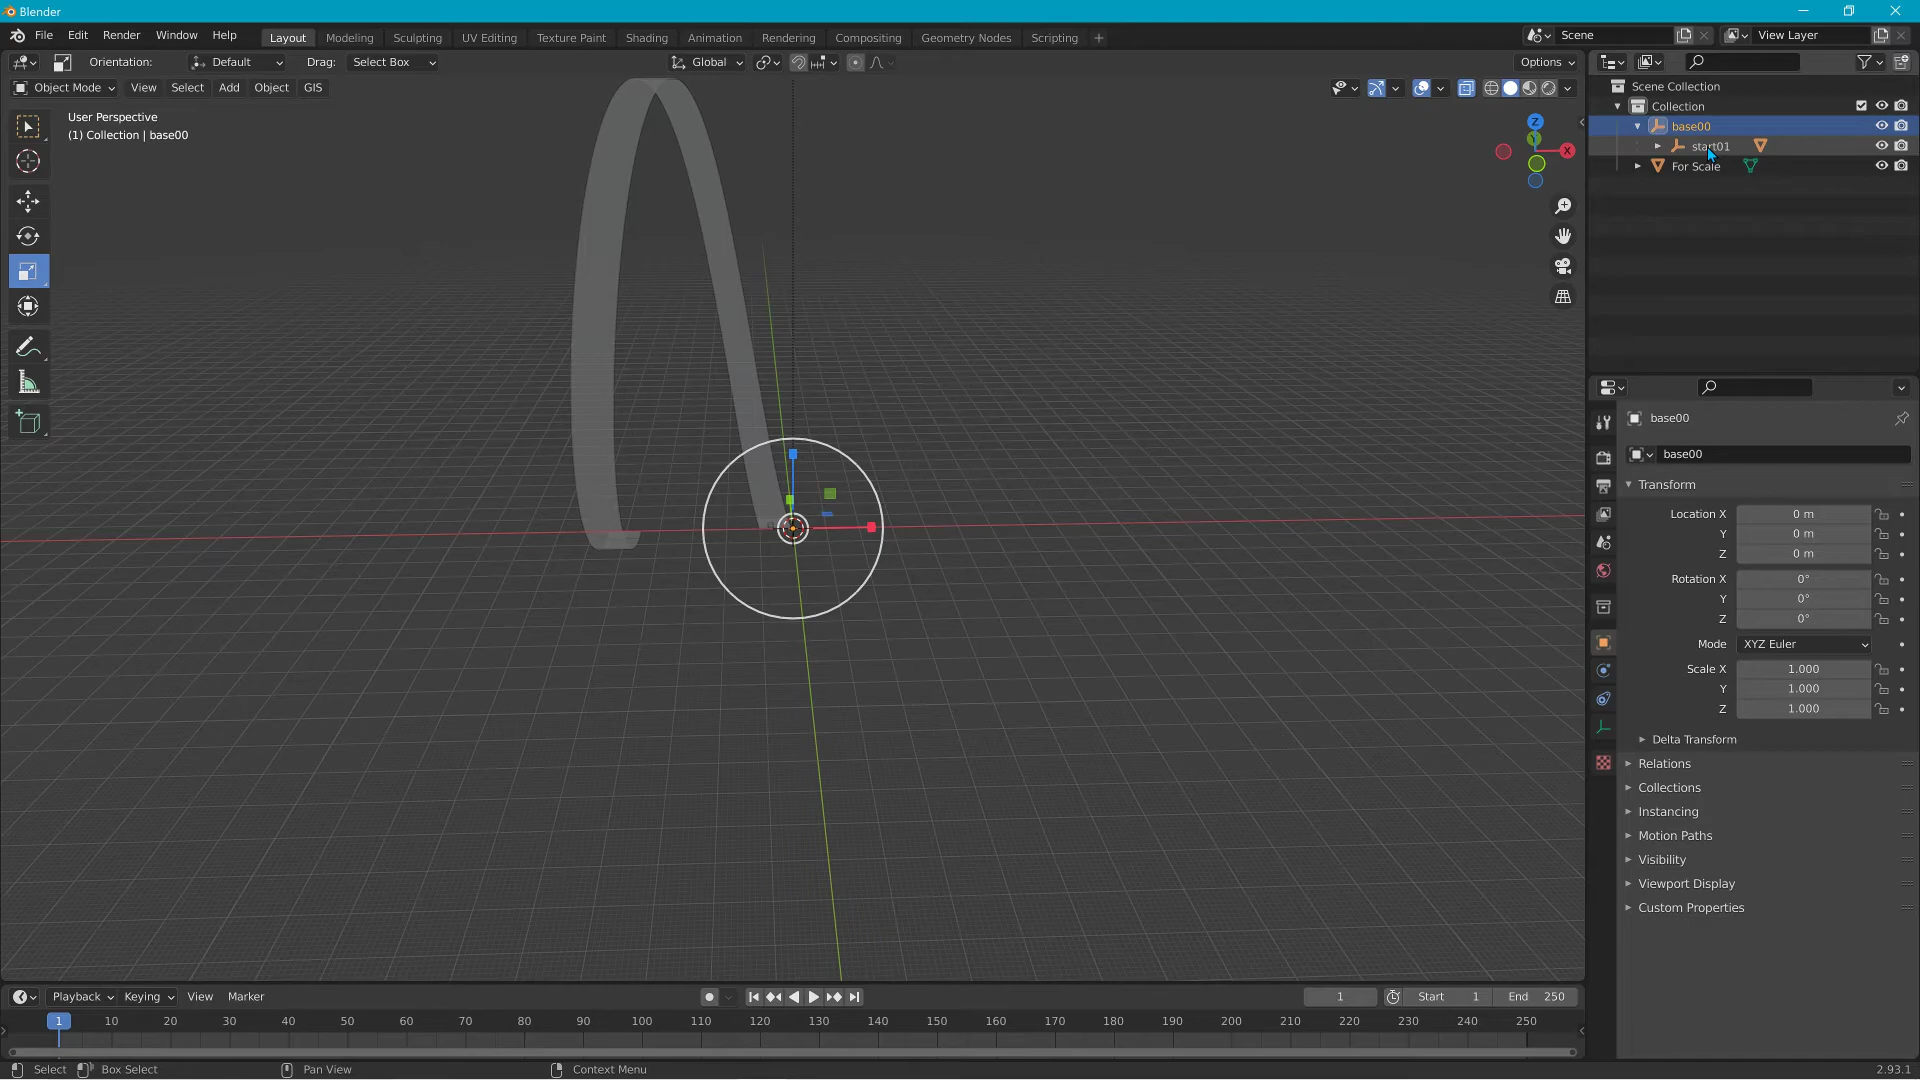 Blender
File Edit Render Window Help
Layout Modeling Sculpting UV Editing Texture Paint Shading Animation Rendering Compositing Geometry Nodes Scripting +
Scene
View Layer
Orientation: Default Drag: Select Box
Global
Options
Object Mode View Select Add Object GIS
User Perspective
(1) Collection | base00
Z
Y
X
Scene Collection
Collection
base00
start01
For Scale
base00
base00
Transform
Location X 0 m
Y 0 m
Z 0 m
Rotation X 0°
Y 0°
Z 0°
Mode XYZ Euler
Scale X 1.000
Y 1.000
Z 1.000
Delta Transform
Relations
Collections
Instancing
Motion Paths
Visibility
Viewport Display
Custom Properties
Playback Keying View Marker
1 Start 1 End 250
1 10 20 30 40 50 60 70 80 90 100 110 120 130 140 150 160 170 180 190 200 210 220 230 240 250
Select Box Select Pan View Context Menu 2.93.1